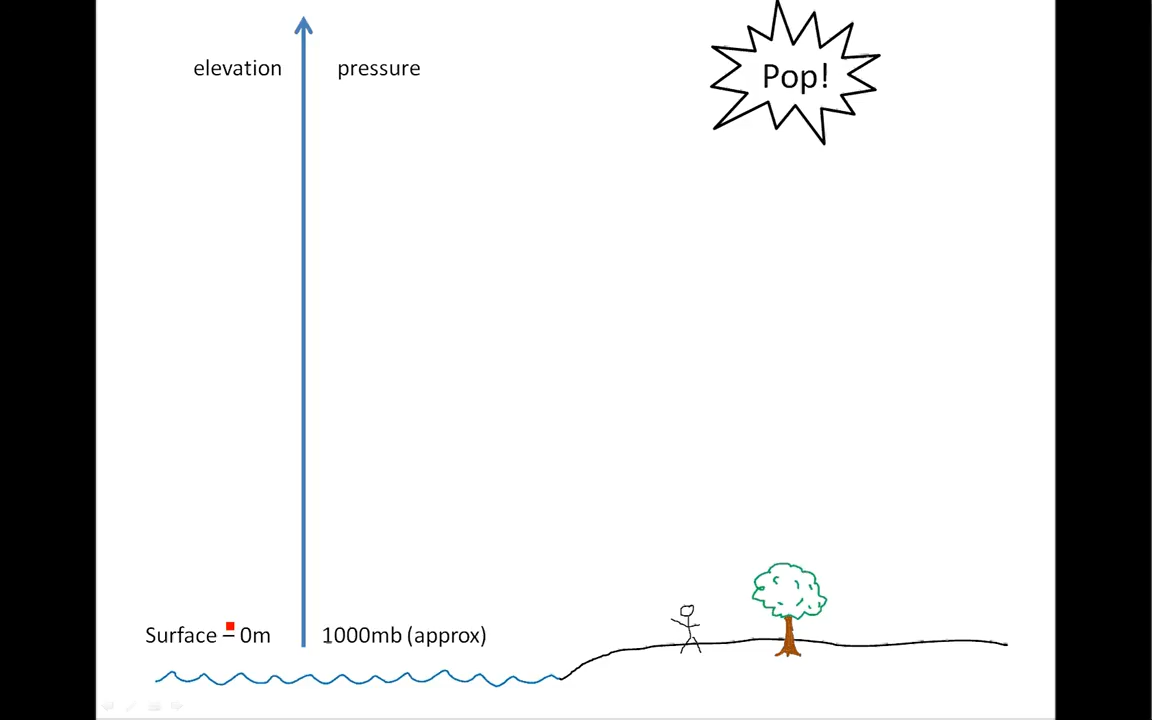 elevation
pressure
Pop!
Surface – 0m
1000mb (approx)